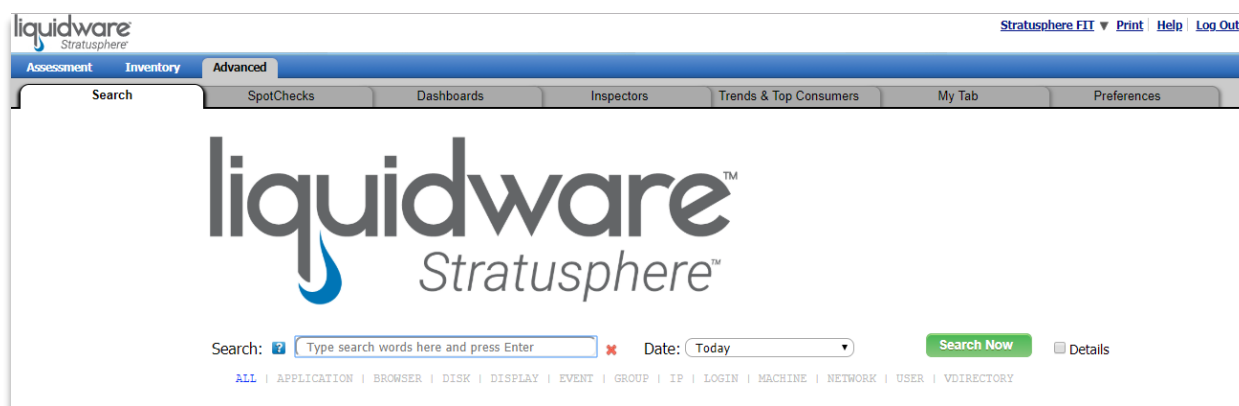 liquidware
Stratusphere
Stratusphere FIT ▼ Print | Help | Log Out
Assessment Inventory Advanced
Search SpotChecks Dashboards Inspectors Trends & Top Consumers My Tab Preferences
liquidware™
Stratusphere™
Search: ? Type search words here and press Enter Date: Today Search Now Details
ALL | APPLICATION | BROWSER | DISK | DISPLAY | EVENT | GROUP | IP | LOGIN | MACHINE | NETWORK | USER | VDIRECTORY